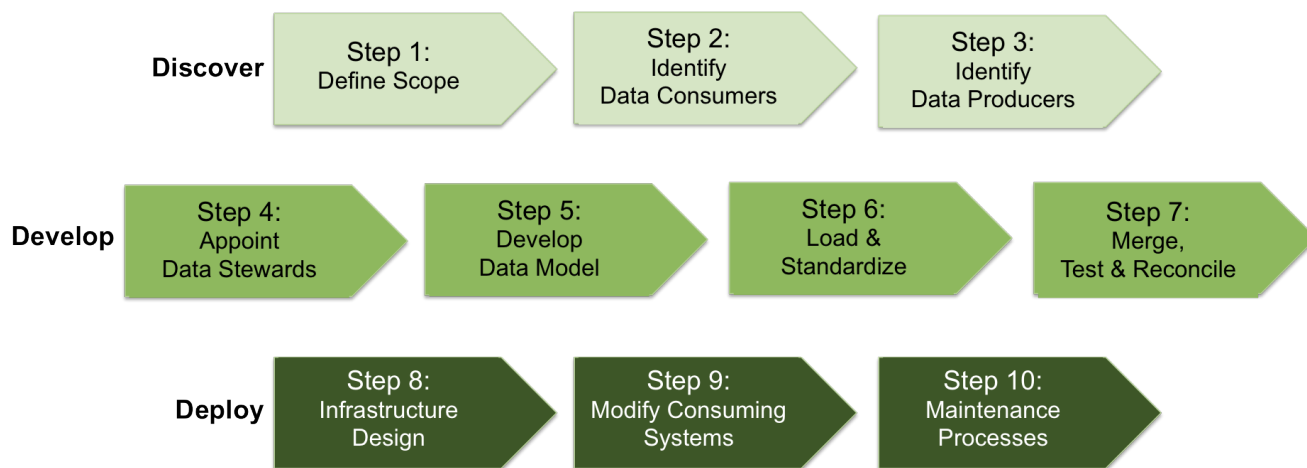 Discover
Step 1:
Define Scope
Step 2:
Identify
Data Consumers
Step 3:
Identify
Data Producers
Develop
Step 4:
Appoint
Data Stewards
Step 5:
Develop
Data Model
Step 6:
Load &
Standardize
Step 7:
Merge,
Test & Reconcile
Deploy
Step 8:
Infrastructure
Design
Step 9:
Modify Consuming
Systems
Step 10:
Maintenance
Processes